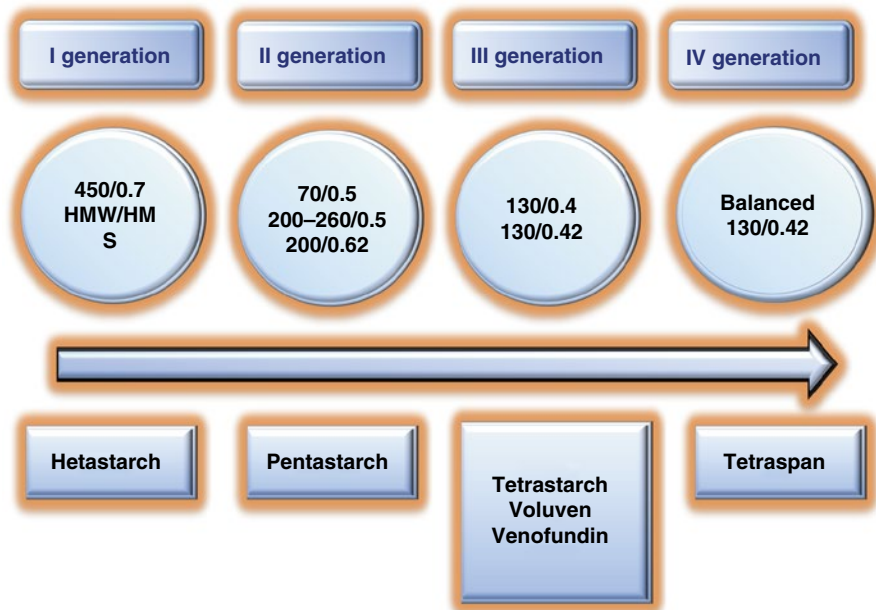 I generation
II generation
III generation
IV generation
450/0.7
HMW/HM
S
70/0.5
200–260/0.5
200/0.62
130/0.4
130/0.42
Balanced
130/0.42
Hetastarch
Pentastarch
Tetrastarch
Voluven
Venofundin
Tetraspan